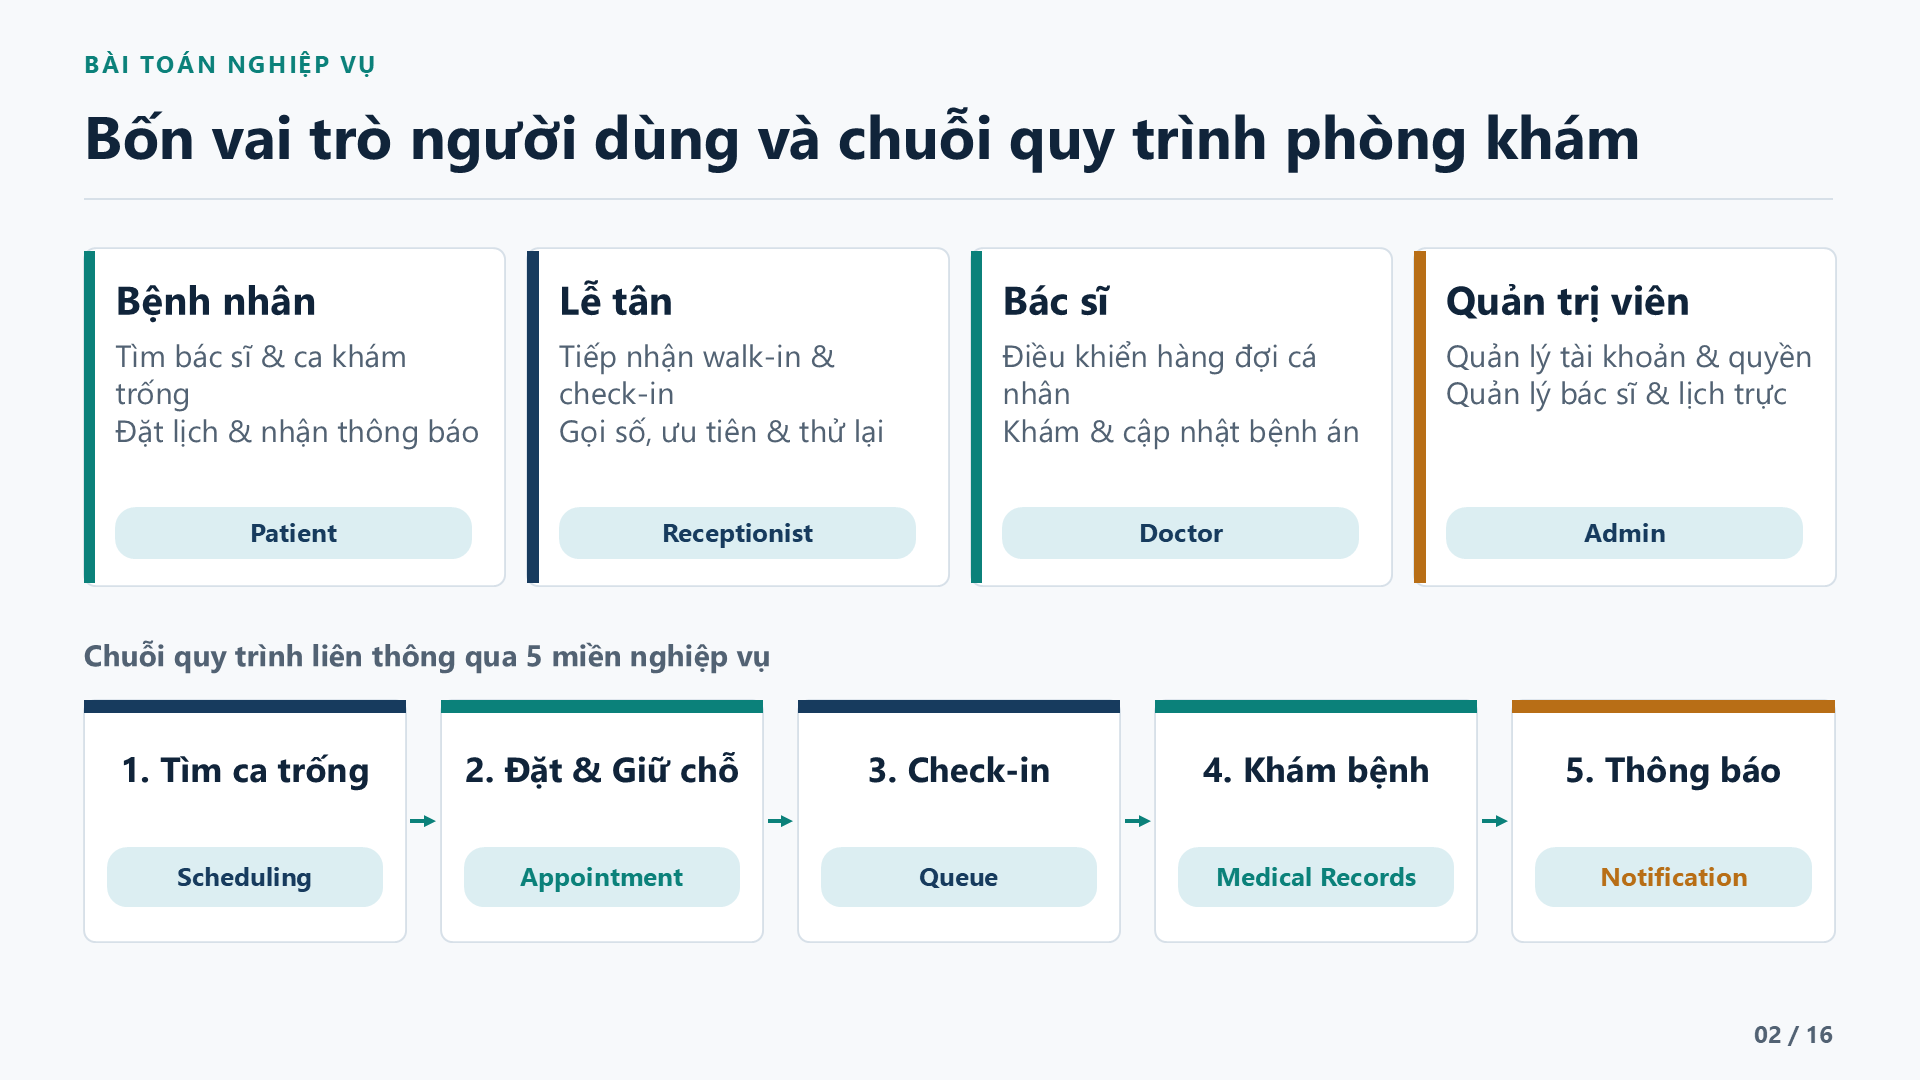 BÀI TOÁN NGHIỆP VỤ
Bốn vai trò người dùng và chuỗi quy trình phòng khám
Bệnh nhân
Tìm bác sĩ & ca khám
trống
Đặt lịch & nhận thông báo
Patient
Lễ tân
Tiếp nhận walk-in &
check-in
Gọi số, ưu tiên & thử lại
Receptionist
Bác sĩ
Điều khiển hàng đợi cá
nhân
Khám & cập nhật bệnh án
Doctor
Quản trị viên
Quản lý tài khoản & quyền
Quản lý bác sĩ & lịch trực
Admin
Chuỗi quy trình liên thông qua 5 miền nghiệp vụ
1. Tìm ca trống
Scheduling
2. Đặt & Giữ chỗ
Appointment
3. Check-in
Queue
4. Khám bệnh
Medical Records
5. Thông báo
Notification
02 / 16